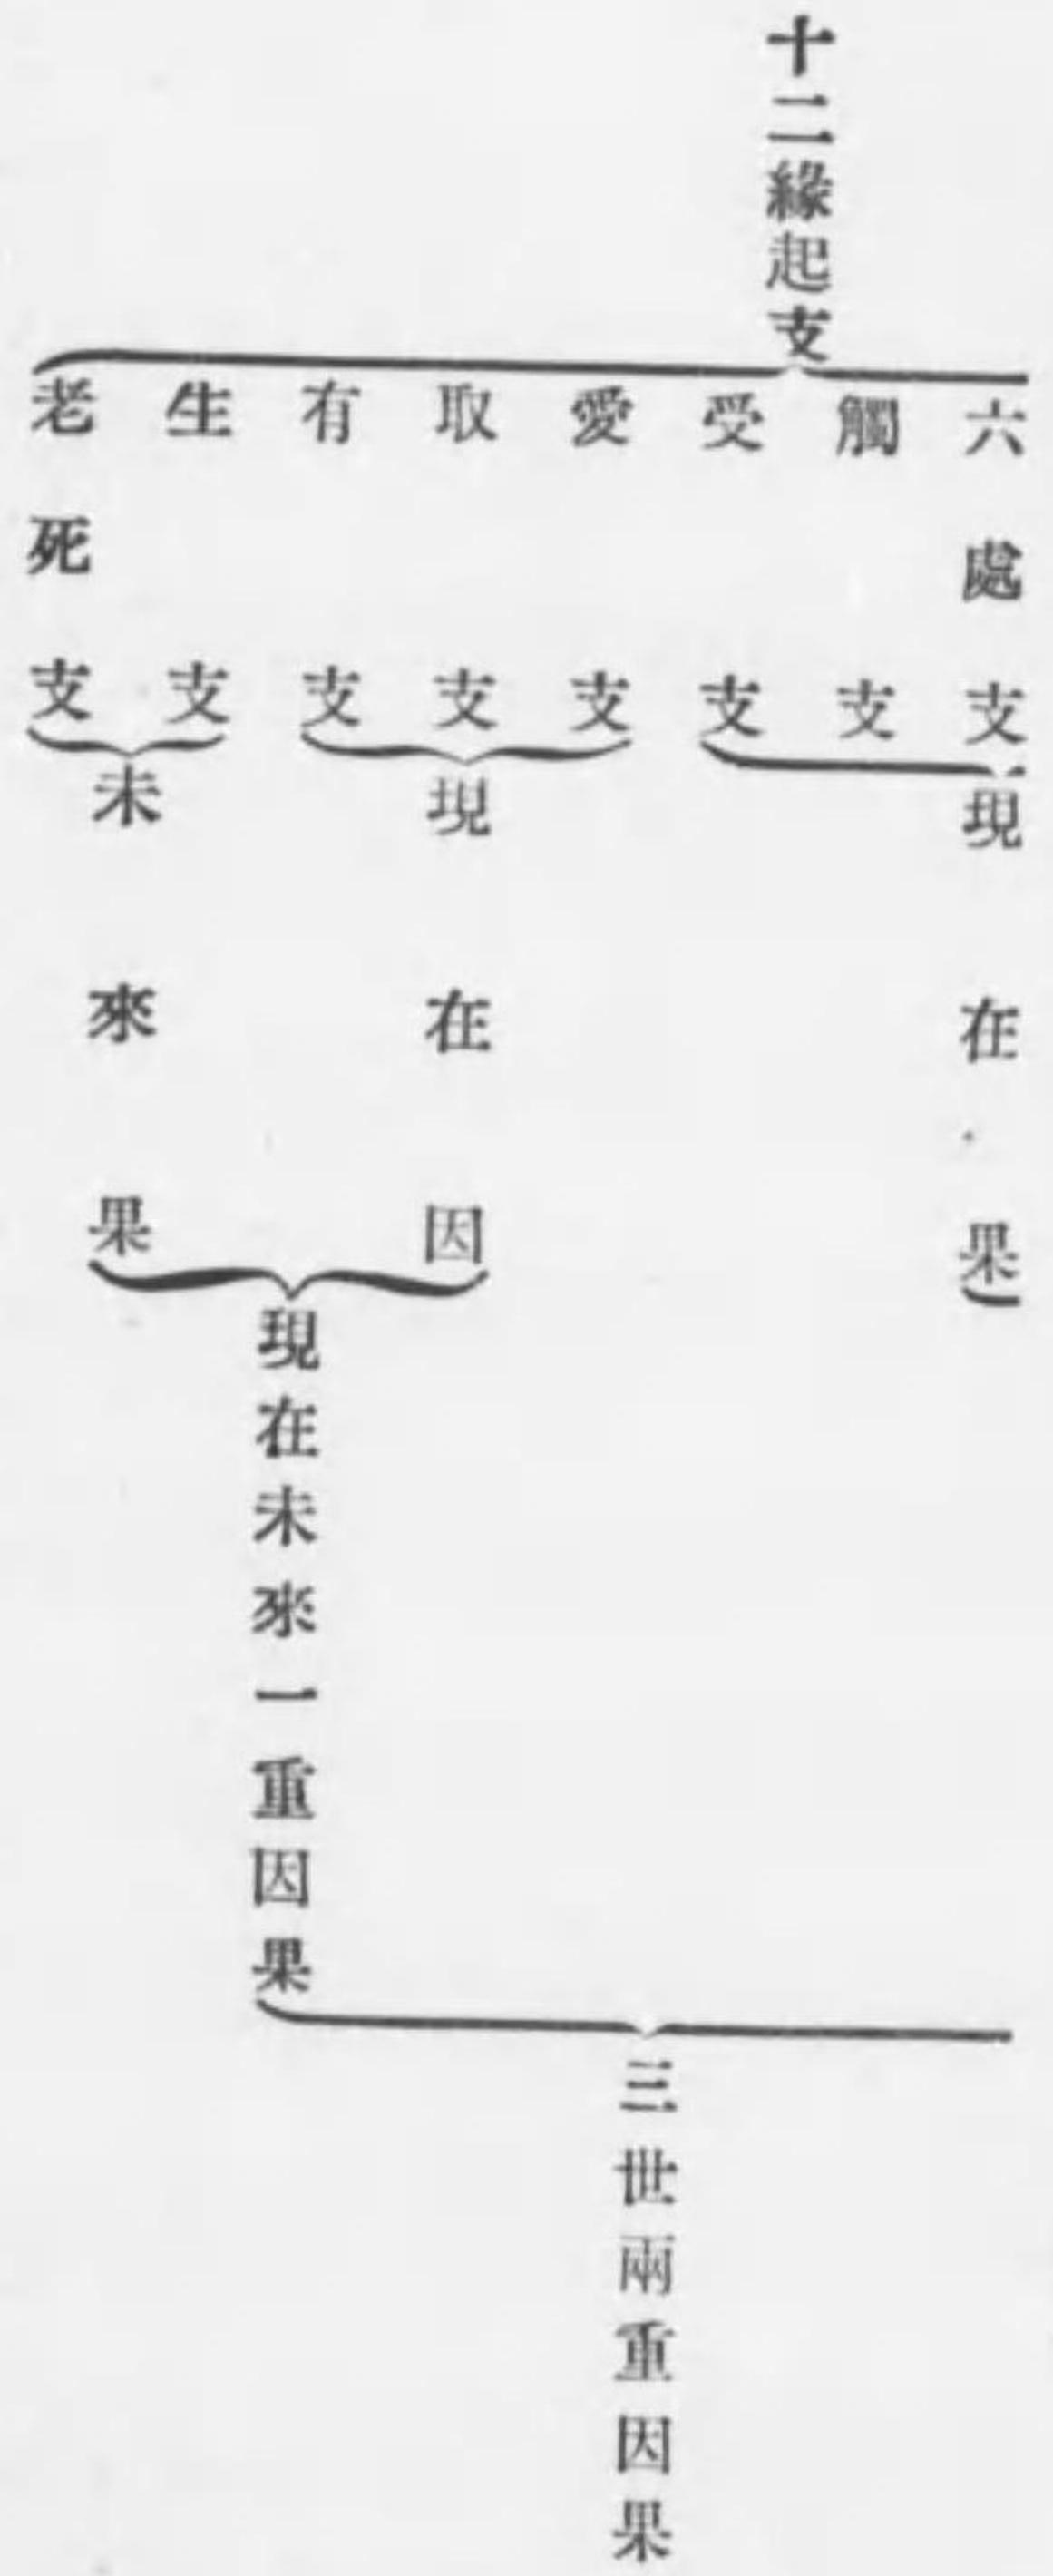 十二緣起支
六處支
觸支
受支
愛支
取支
有支
生支
老死支
現在果
現在因
未來果
現在未來一重因果
三世兩重因果